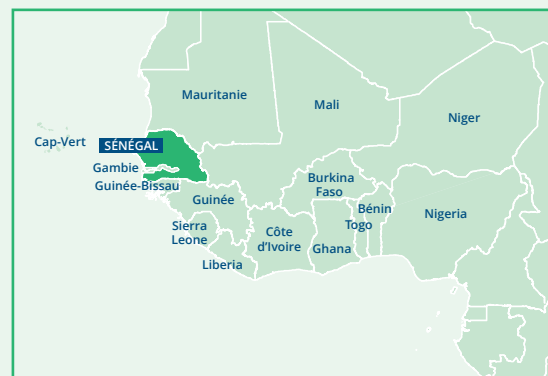 Mauritanie
Mali
Niger
Cap-Vert
SÉNÉGAL
Gambie
Guinée-Bissau
Burkina
Faso
Guinée
Bénin
Nigeria
Togo
Sierra
Leone
Côte
d’Ivoire
Ghana
Liberia